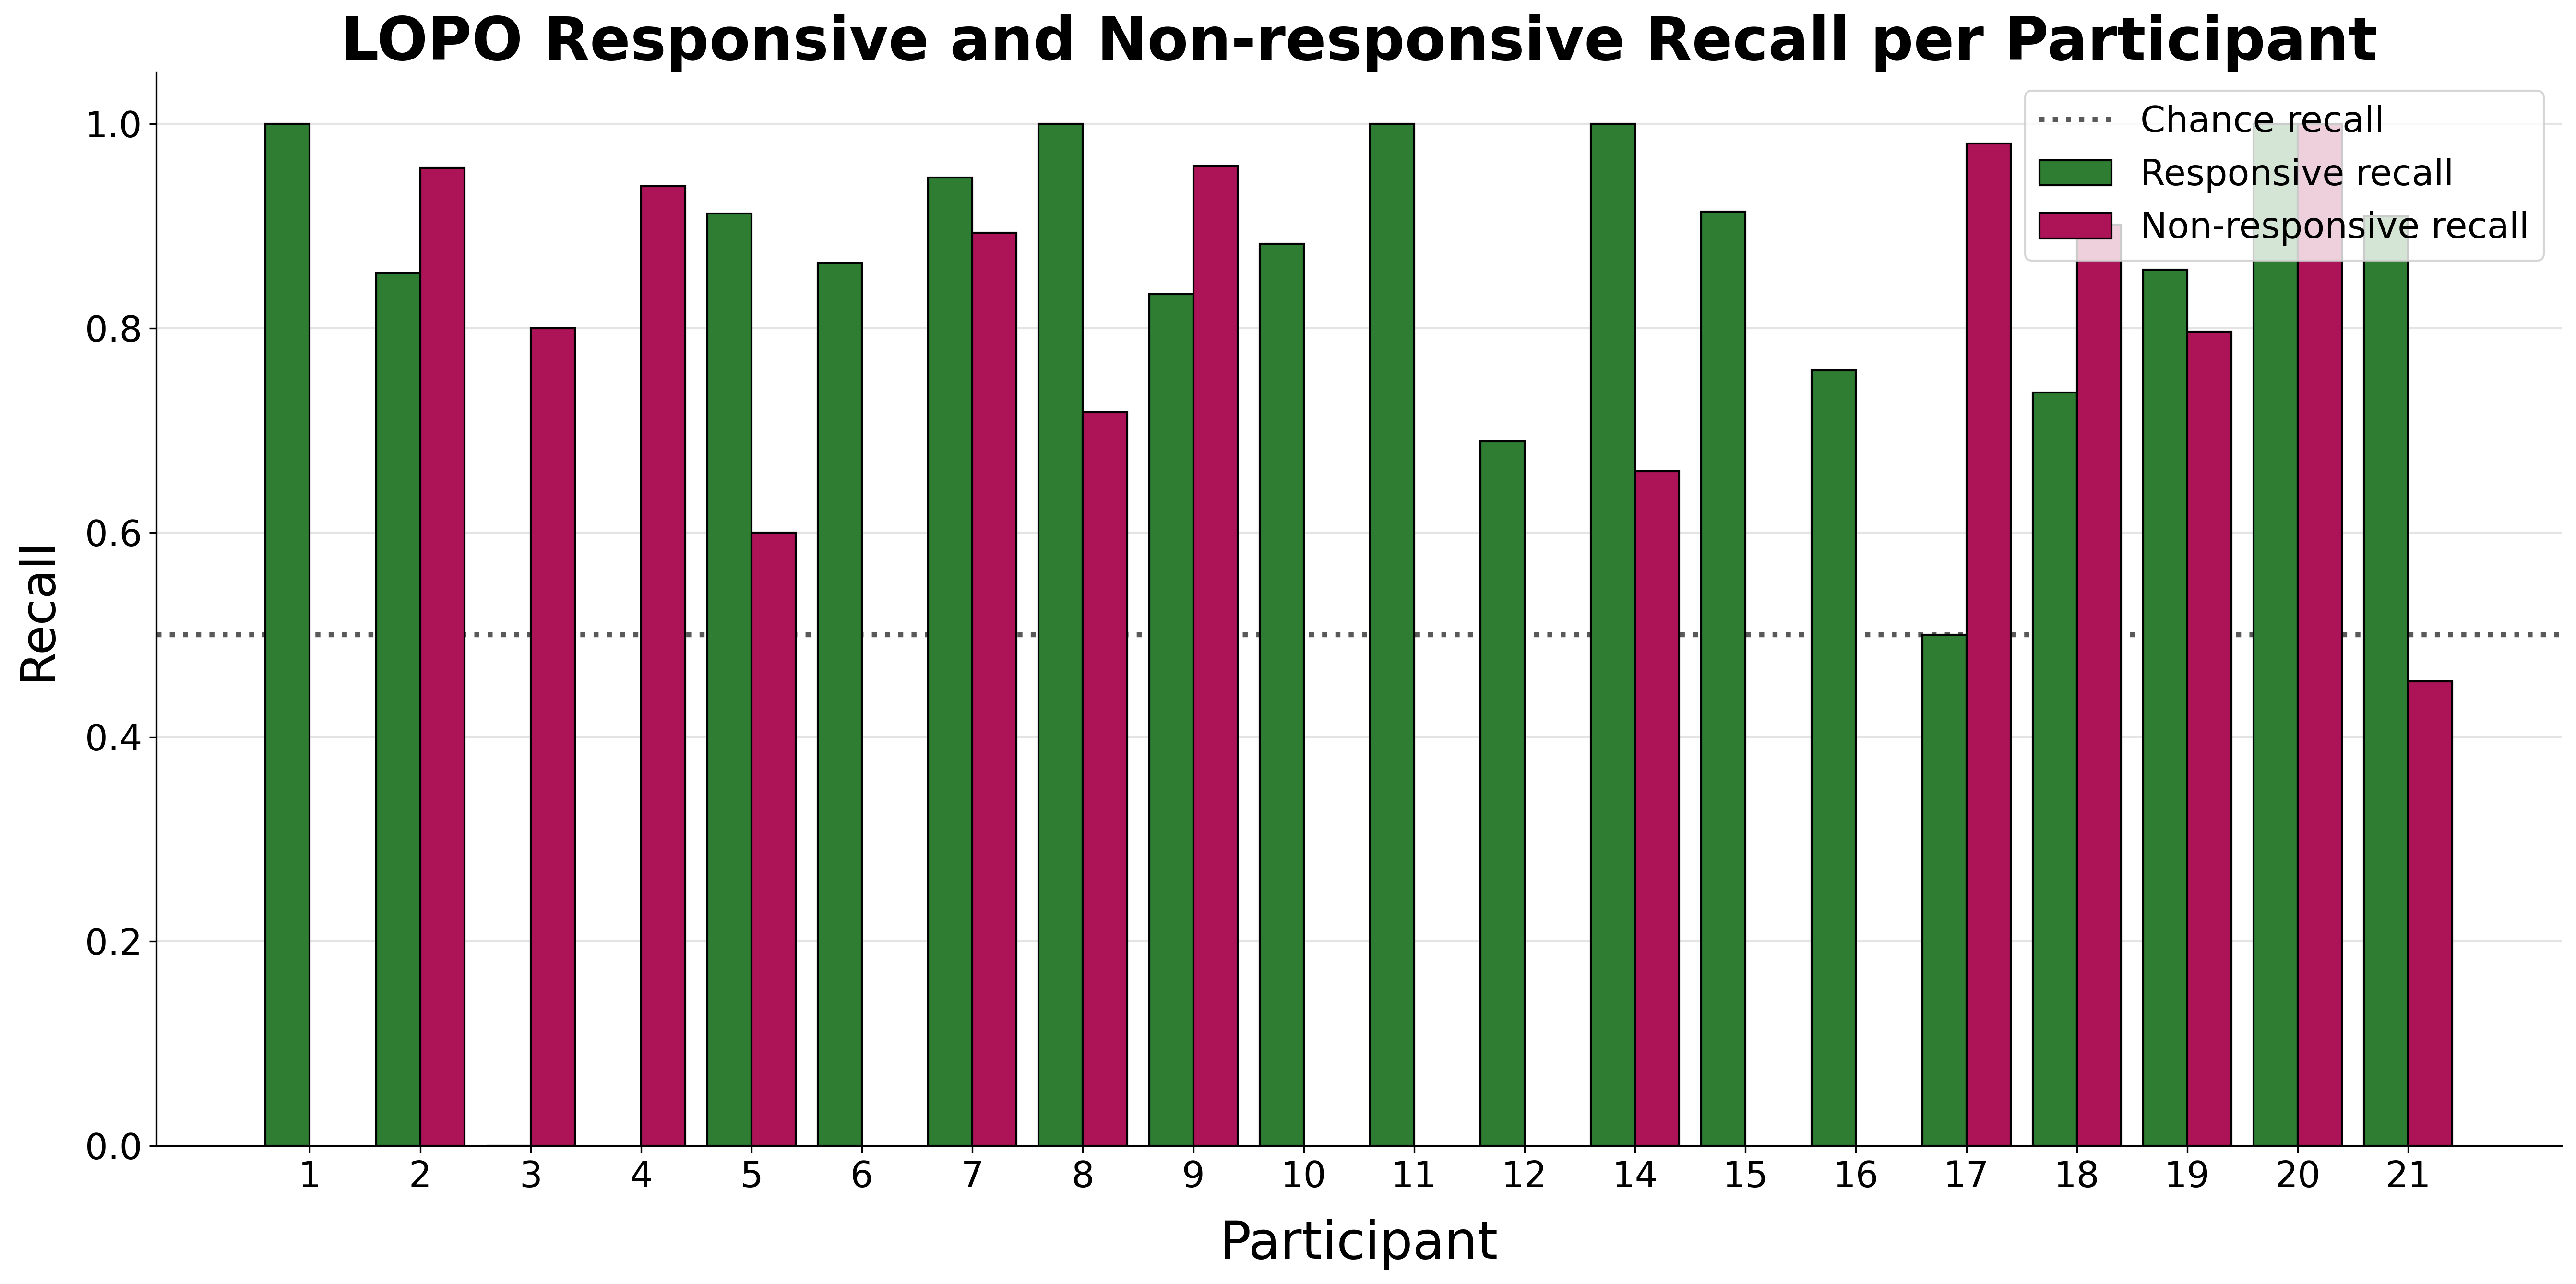 LOPO Responsive and Non-responsive Recall per Participant
Chance recall
Responsive recall
Non-responsive recall
1.0
0.8
0.6
0.4
0.2
0.0
Recall
1 2 3 4 5 6 7 8 9 10 11 12 14 15 16 17 18 19 20 21
Participant